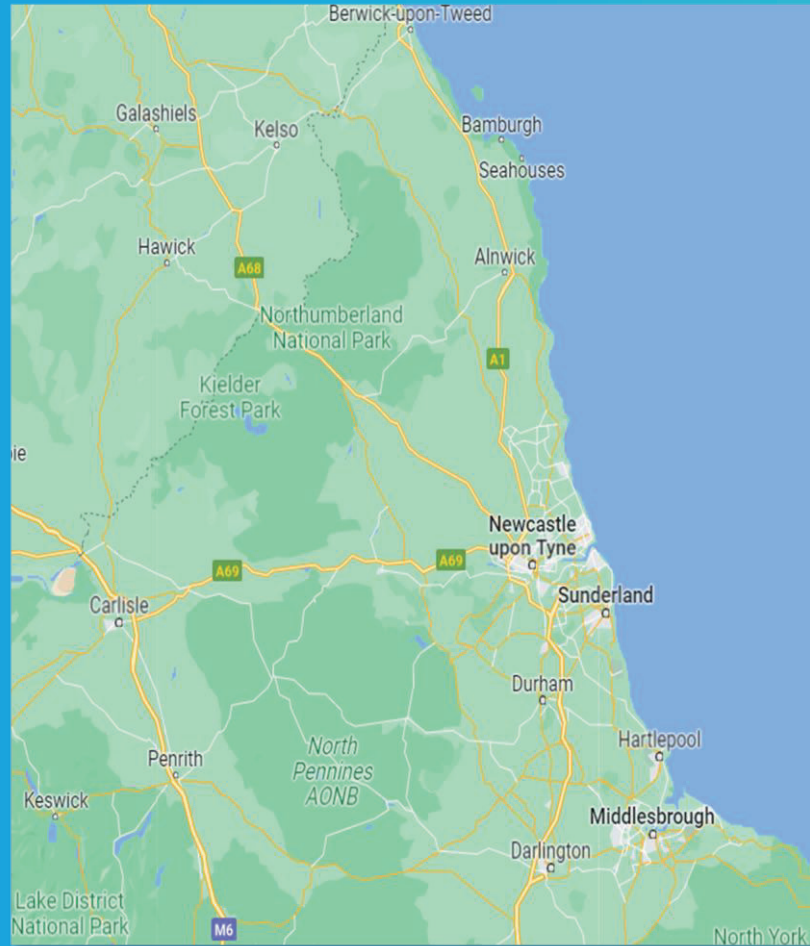 Berwick-upon-Tweed
Galashiels
Kelso
Bamburgh
Seahouses
Hawick
Alnwick
A68
Northumberland
National Park
A1
Kielder
Forest Park
ie
Newcastle
upon Tyne
A69
A69
Carlisle
Sunderland
Durham
North
Pennines
AONB
Hartlepool
Penrith
Keswick
Middlesbrough
Darlington
Lake District
National Park
M6
North York